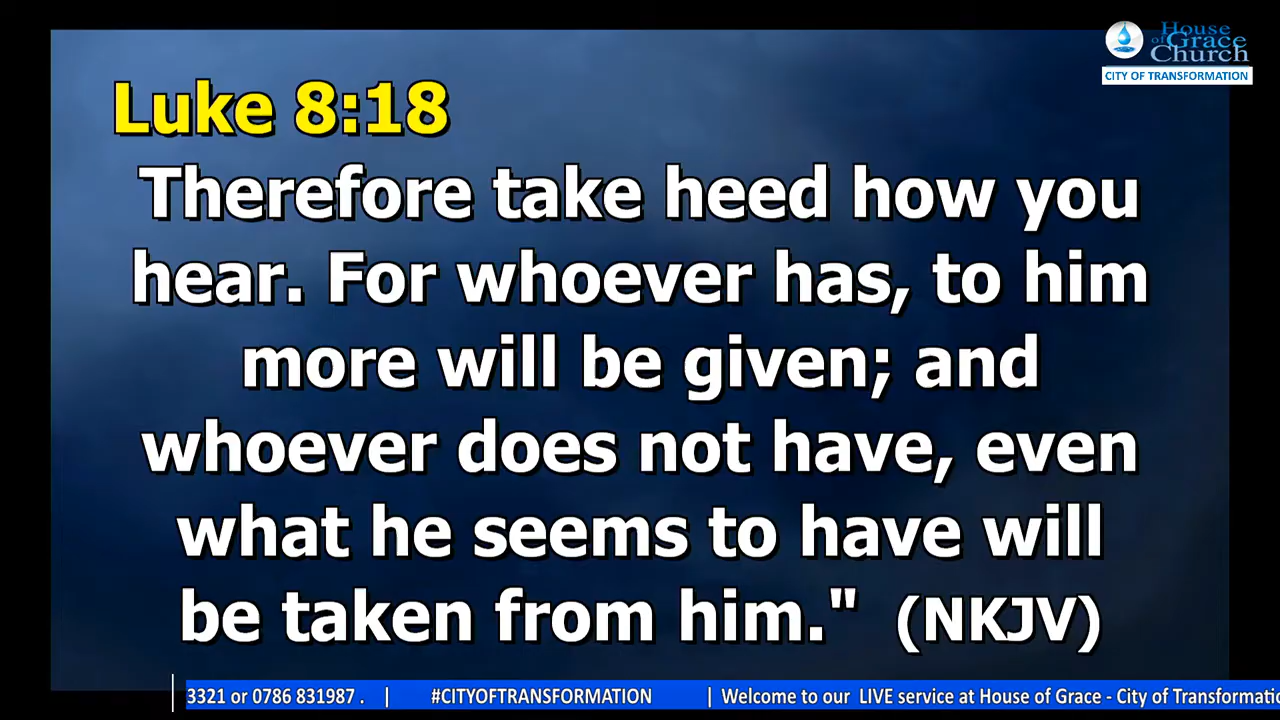 House
of Grace
Church
CITY OF TRANSFORMATION
Luke 8:18
Therefore take heed how you
hear. For whoever has, to him
more will be given; and
whoever does not have, even
what he seems to have will
be taken from him." (NKJV)
3321 or 0786 831987 . | #CITYOFTRANSFORMATION | Welcome to our LIVE service at House of Grace - City of Transformatio